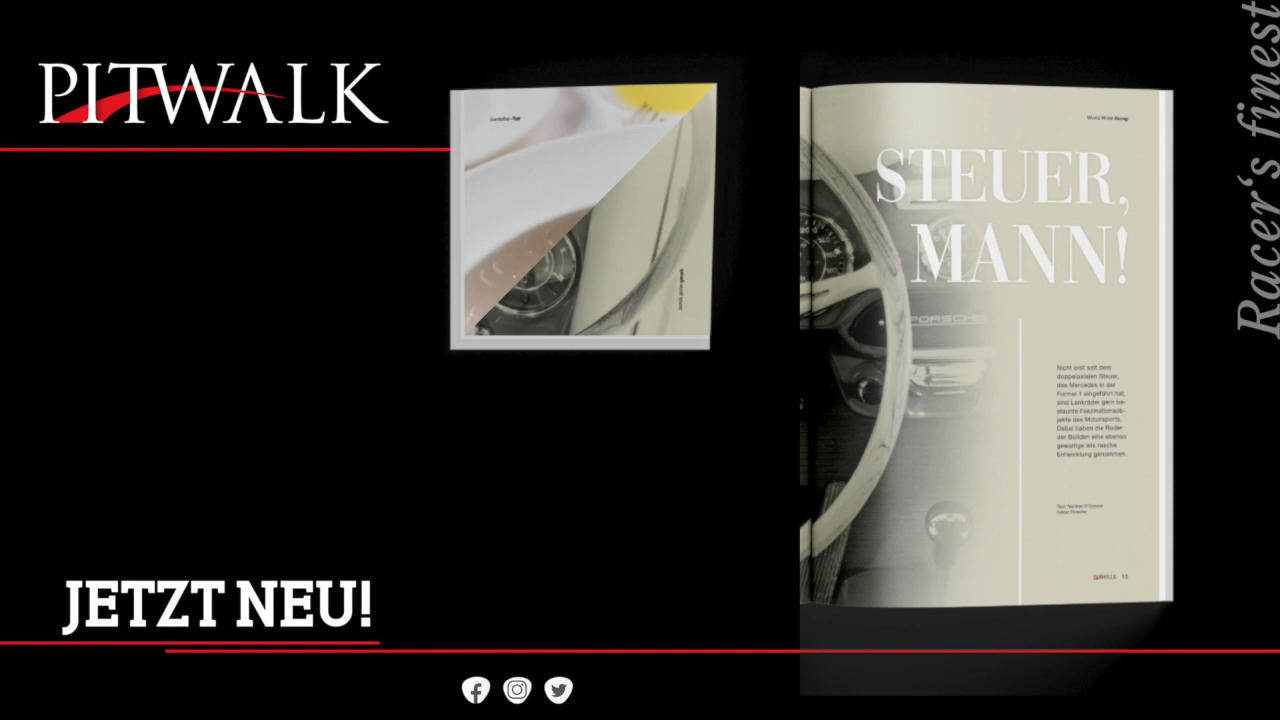 PITWALK
Racer's finest
World Wide Racing
STEUER,
MANN!
PORSCHE
Nicht erst seit dem
doppelaxialen Steuer,
das Mercedes in der
Formel 1 eingeführt hat,
sind Lenkräder gern be-
staunte Faszinationsob-
jekte des Motorsports.
Dabei haben die Ruder
der Boliden eine ebenso
gewaltige wie rasche
Entwicklung genommen.
PITWALK 15
JETZT NEU!